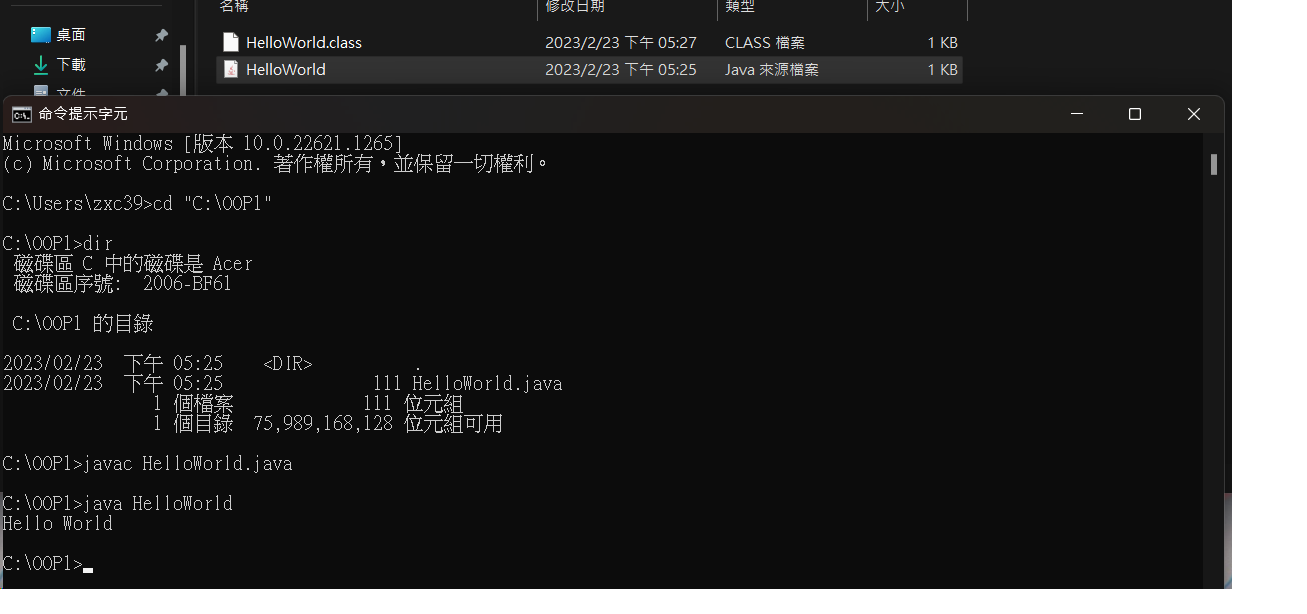 名稱 修改日期 類型 大小
桌面
HelloWorld.class 2023/2/23 下午 05:27 CLASS 檔案 1 KB
下載
HelloWorld 2023/2/23 下午 05:25 Java 來源檔案 1 KB
文件
命令提示字元
Microsoft Windows [版本 10.0.22621.1265]
(c) Microsoft Corporation. 著作權所有，並保留一切權利。
C:\Users\zxc39>cd "C:\OOP1"
C:\OOP1>dir
磁碟區 C 中的磁碟是 Acer
磁碟區序號: 2006-BF61
C:\OOP1 的目錄
2023/02/23 下午 05:25 <DIR> .
2023/02/23 下午 05:25 111 HelloWorld.java
1 個檔案 111 位元組
1 個目錄 75,989,168,128 位元組可用
C:\OOP1>javac HelloWorld.java
C:\OOP1>java HelloWorld
Hello World
C:\OOP1>